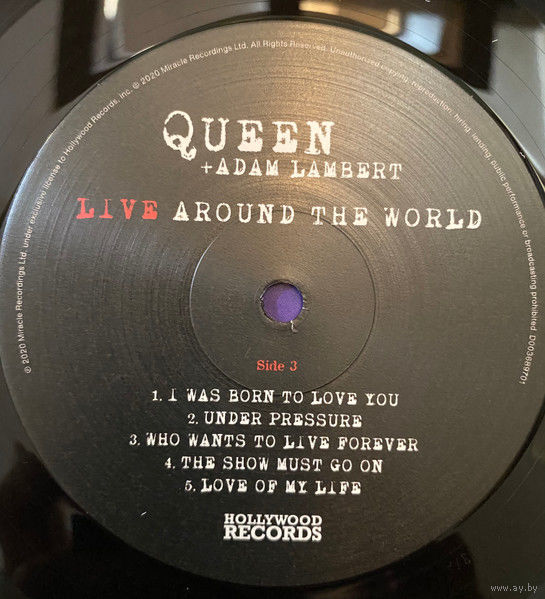 ℗ 2020 Miracle Recordings Ltd. under exclusive license to Hollywood Records, Inc. © 2020 Miracle Recordings Ltd. All Rights Reserved. Unauthorized copying, reproduction, hiring, lending, public performance or broadcasting prohibited. D003689701
QUEEN
+ADAM LAMBERT
LIVE AROUND THE WORLD
Side 3
1. I WAS BORN TO LOVE YOU
2. UNDER PRESSURE
3. WHO WANTS TO LIVE FOREVER
4. THE SHOW MUST GO ON
5. LOVE OF MY LIFE
HOLLYWOOD
RECORDS
www.ay.by